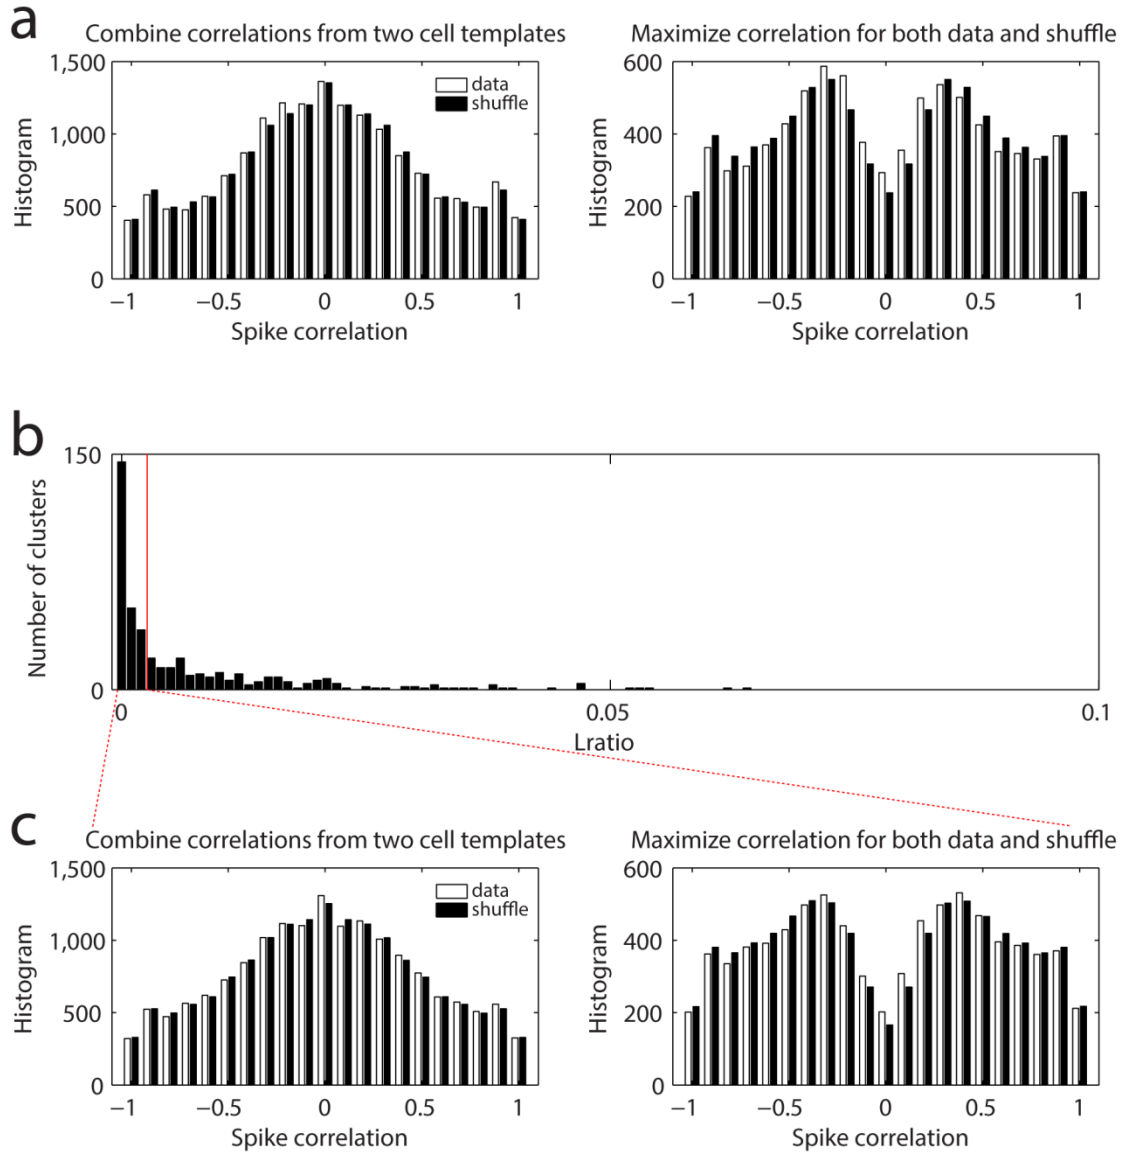 a
Combine correlations from two cell templates
Maximize correlation for both data and shuffle
1,500
1,000
500
0
Histogram
data
shuffle
−1
−0.5
0
0.5
1
Spike correlation
600
400
200
0
Histogram
−1
−0.5
0
0.5
1
Spike correlation
b
150
0
Number of clusters
0
0.05
0.1
Lratio
c
Combine correlations from two cell templates
Maximize correlation for both data and shuffle
1,500
1,000
500
0
Histogram
data
shuffle
−1
−0.5
0
0.5
1
Spike correlation
600
400
200
0
Histogram
−1
−0.5
0
0.5
1
Spike correlation